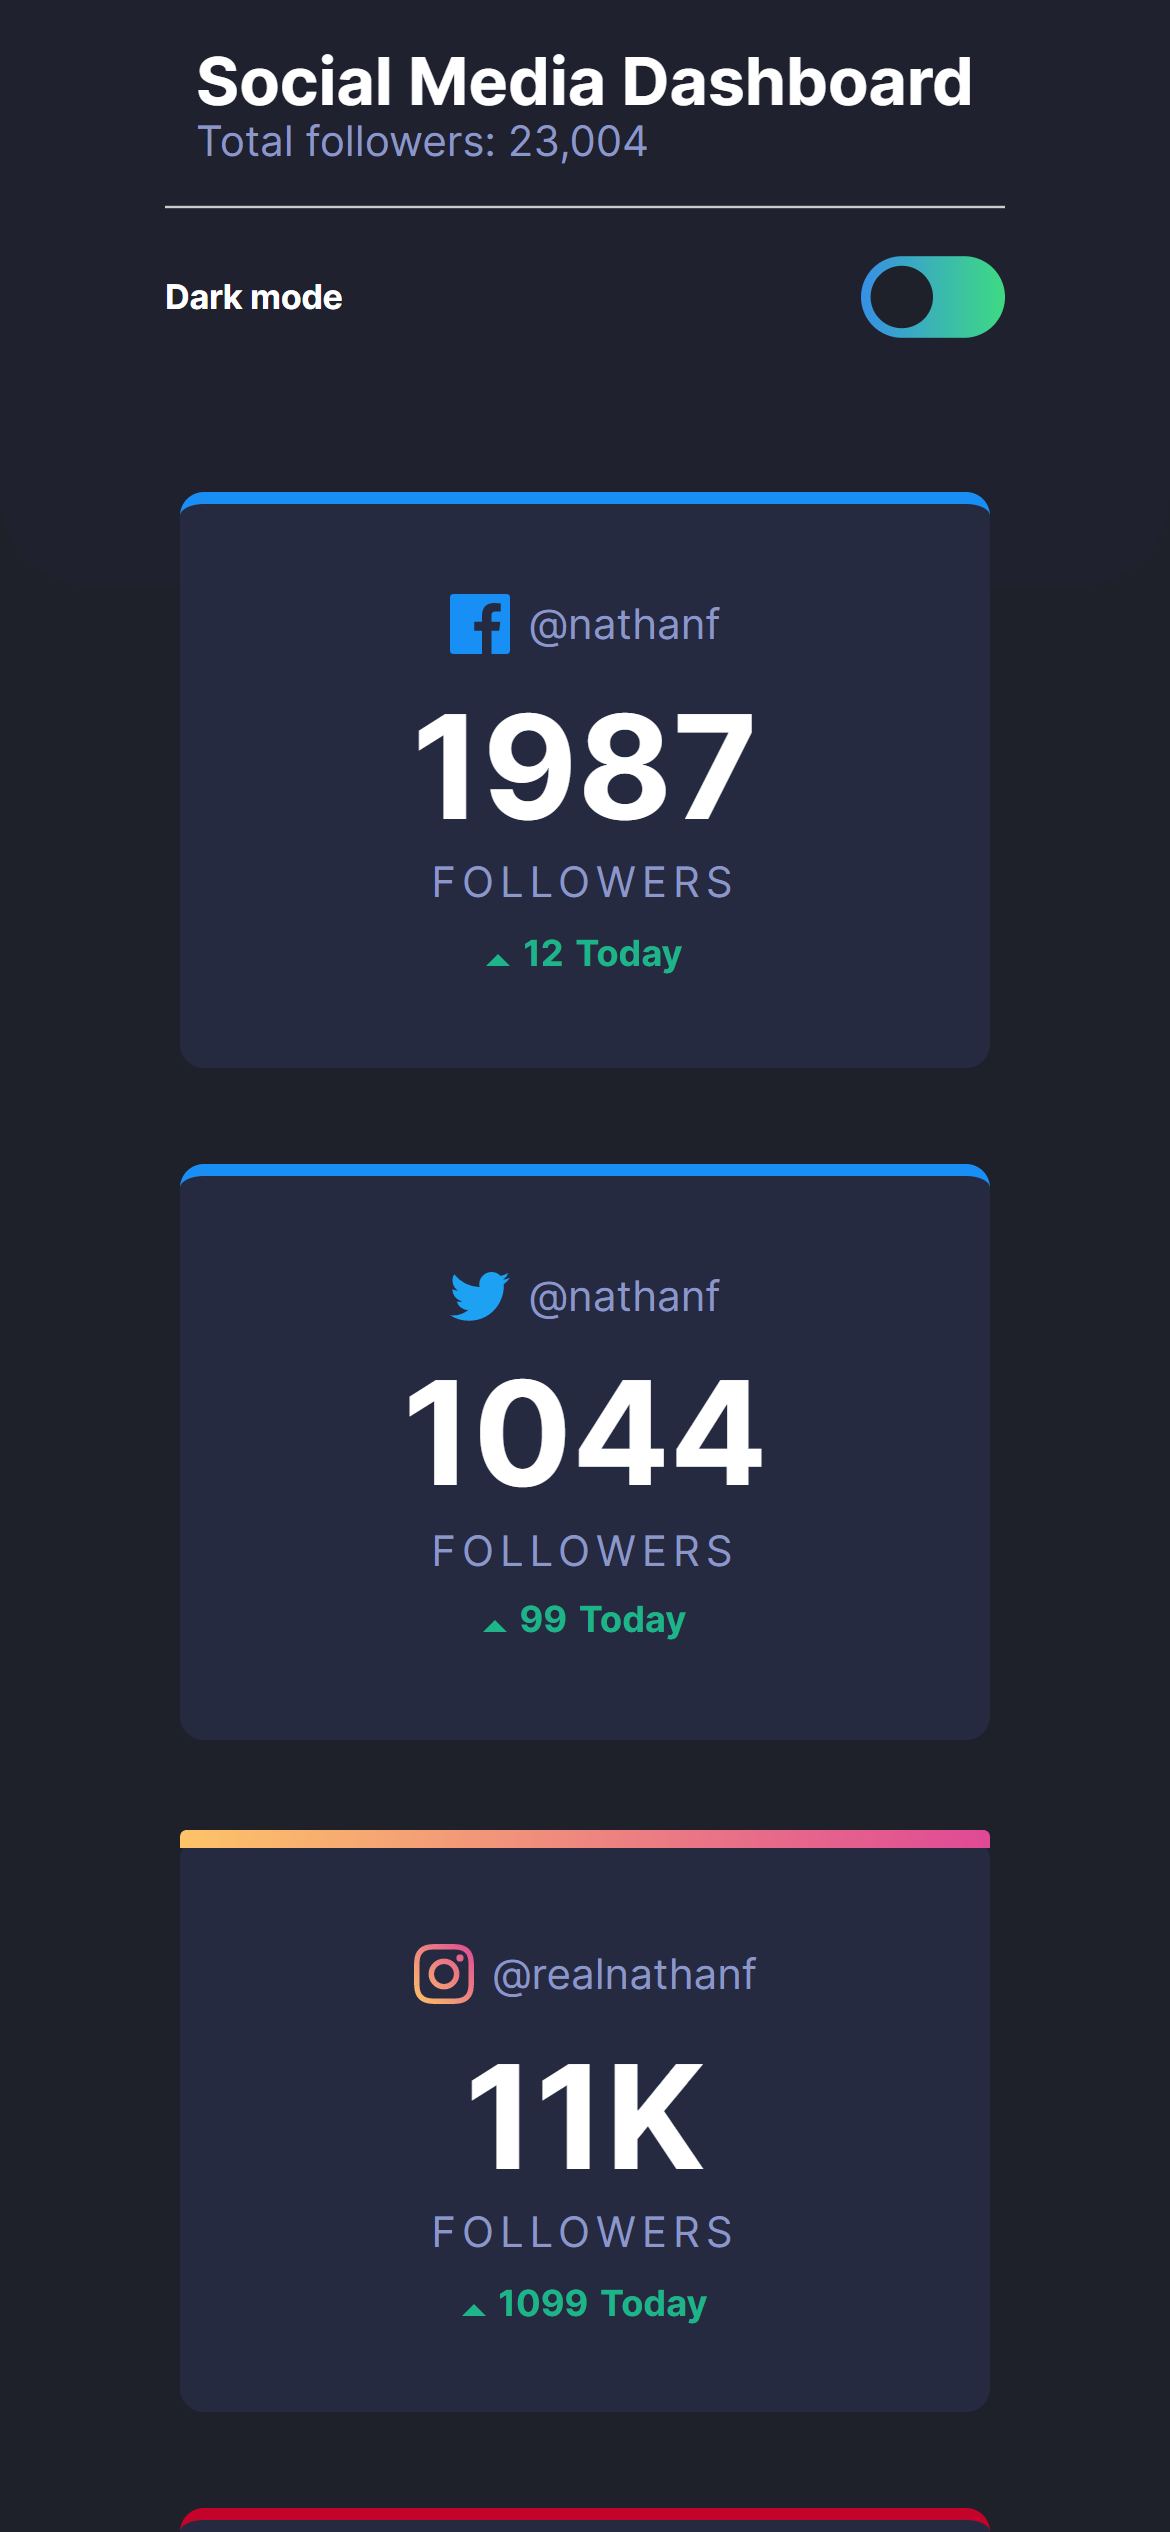 Social Media Dashboard
Total followers: 23,004
Dark mode
@nathanf
1987
FOLLOWERS
12 Today
@nathanf
1044
FOLLOWERS
99 Today
@realnathanf
11K
FOLLOWERS
1099 Today